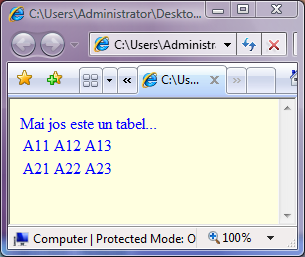 C:\Users\Administrator\Deskto...
C:\Users\Administra
C:\Us...
Mai jos este un tabel...
A11 A12 A13
A21 A22 A23
Computer | Protected Mode: O
100%